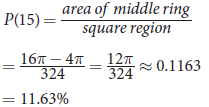 P(15) = area of middle ring / square region
= 16π − 4π / 324 = 12π / 324 ≈ 0.1163
= 11.63%